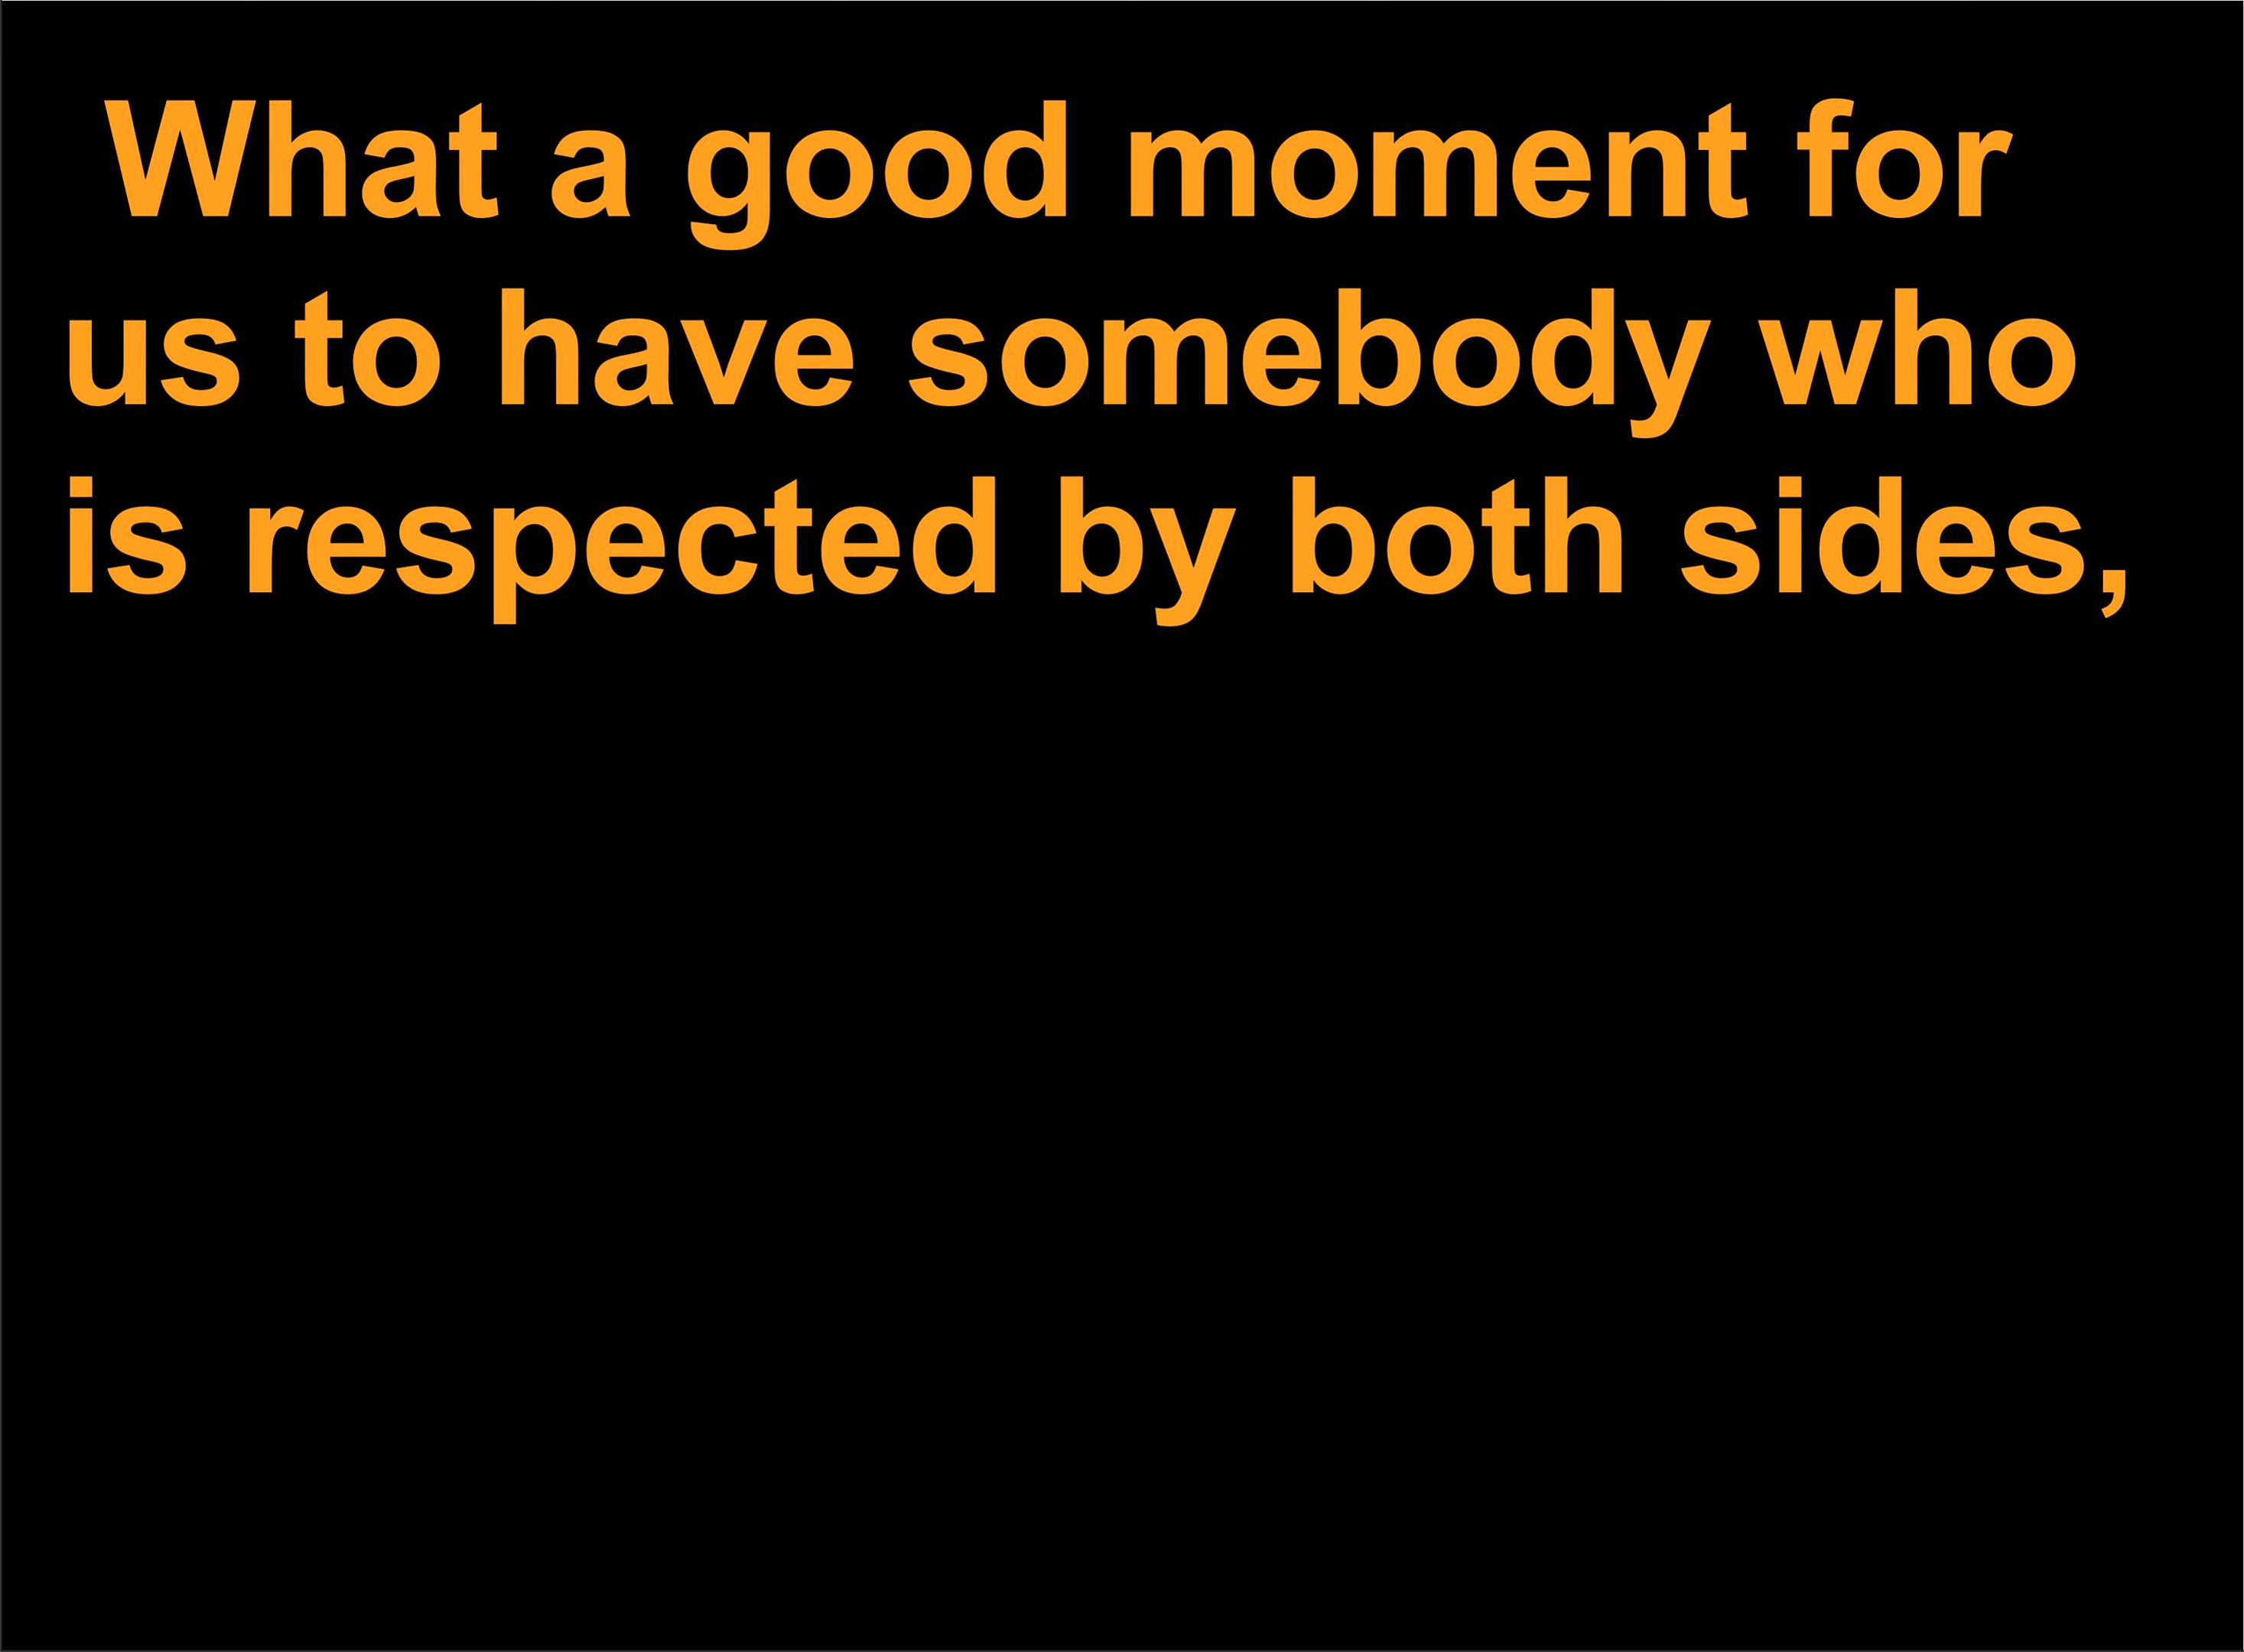 What a good moment for
us to have somebody who
is respected by both sides,